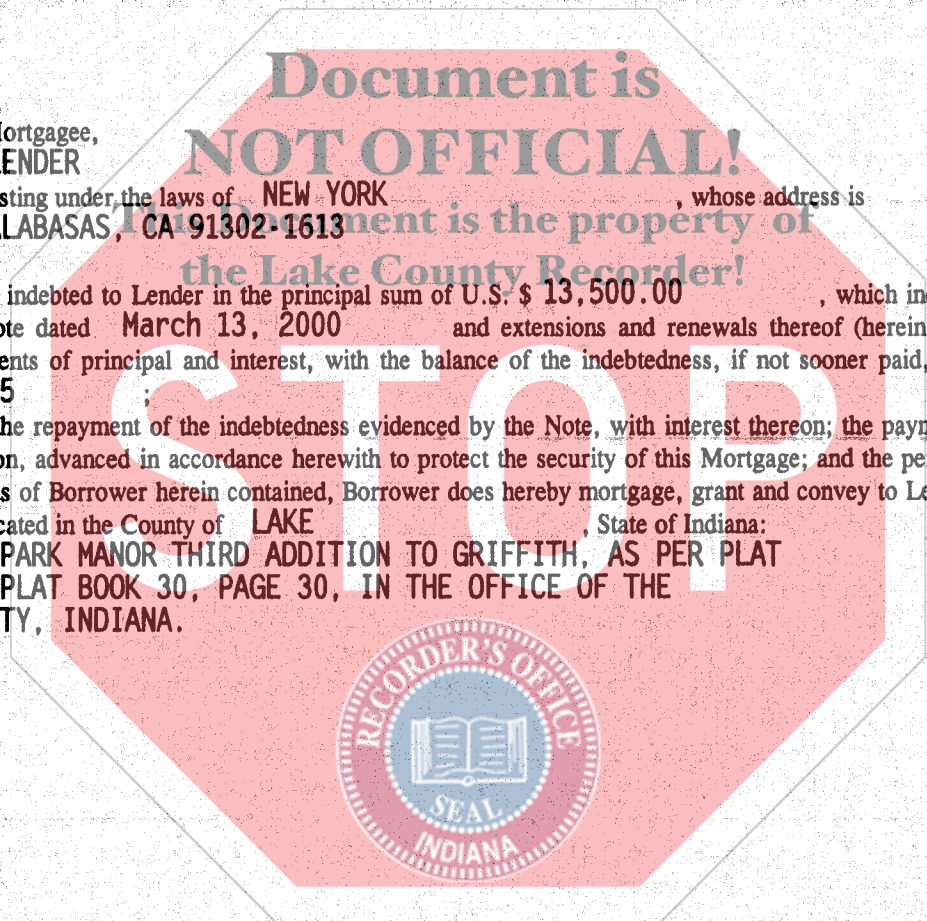 Document is
NOT OFFICIAL!
This Document is the property of
the Lake County Recorder!
STOP
ortgagee,
ENDER
sting under the laws of NEW YORK , whose address is
LABASAS, CA 91302-1613
indebted to Lender in the principal sum of U.S. $ 13,500.00 , which in
te dated March 13, 2000 and extensions and renewals thereof (herein
ents of principal and interest, with the balance of the indebtedness, if not sooner paid,
5 ;
he repayment of the indebtedness evidenced by the Note, with interest thereon; the payn
on, advanced in accordance herewith to protect the security of this Mortgage; and the pe
s of Borrower herein contained, Borrower does hereby mortgage, grant and convey to Le
cated in the County of LAKE , State of Indiana:
PARK MANOR THIRD ADDITION TO GRIFFITH, AS PER PLAT
PLAT BOOK 30, PAGE 30, IN THE OFFICE OF THE
TY, INDIANA.
RECORDER'S OFFICE
SEAL
INDIANA